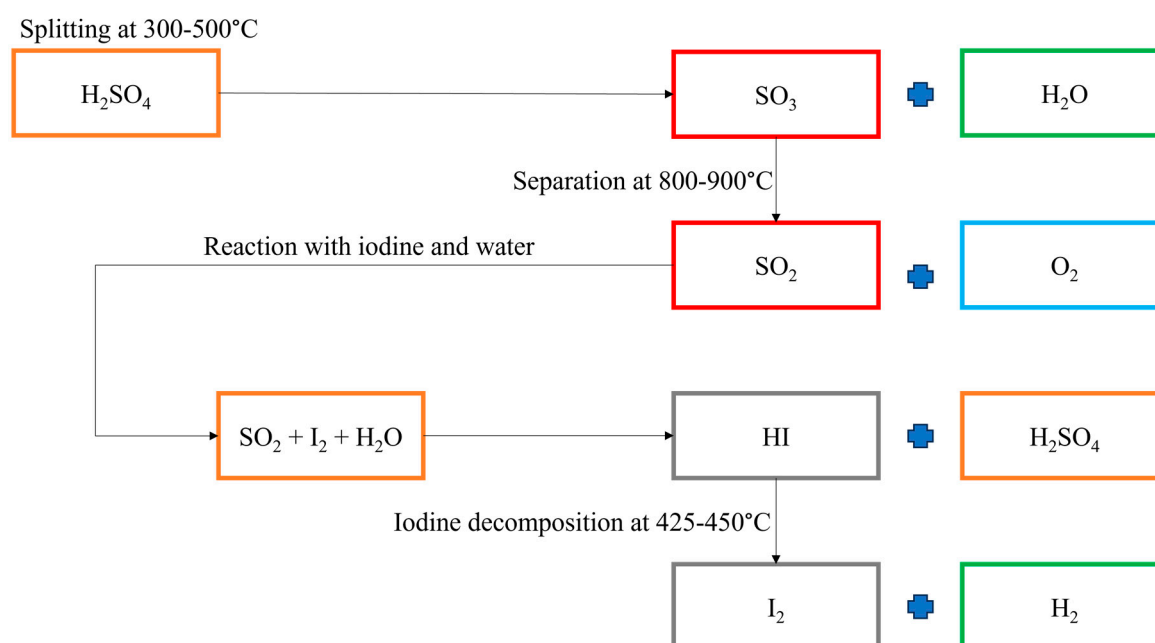 Splitting at 300-500°C
H₂SO₄
SO₃
H₂O
Separation at 800-900°C
Reaction with iodine and water
SO₂
O₂
SO₂ + I₂ + H₂O
HI
H₂SO₄
Iodine decomposition at 425-450°C
I₂
H₂